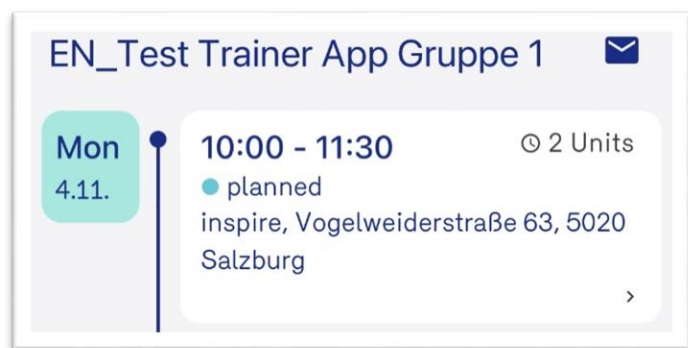 EN_Test Trainer App Gruppe 1
Mon
4.11.
10:00 - 11:30
2 Units
planned
inspire, Vogelweiderstraße 63, 5020
Salzburg